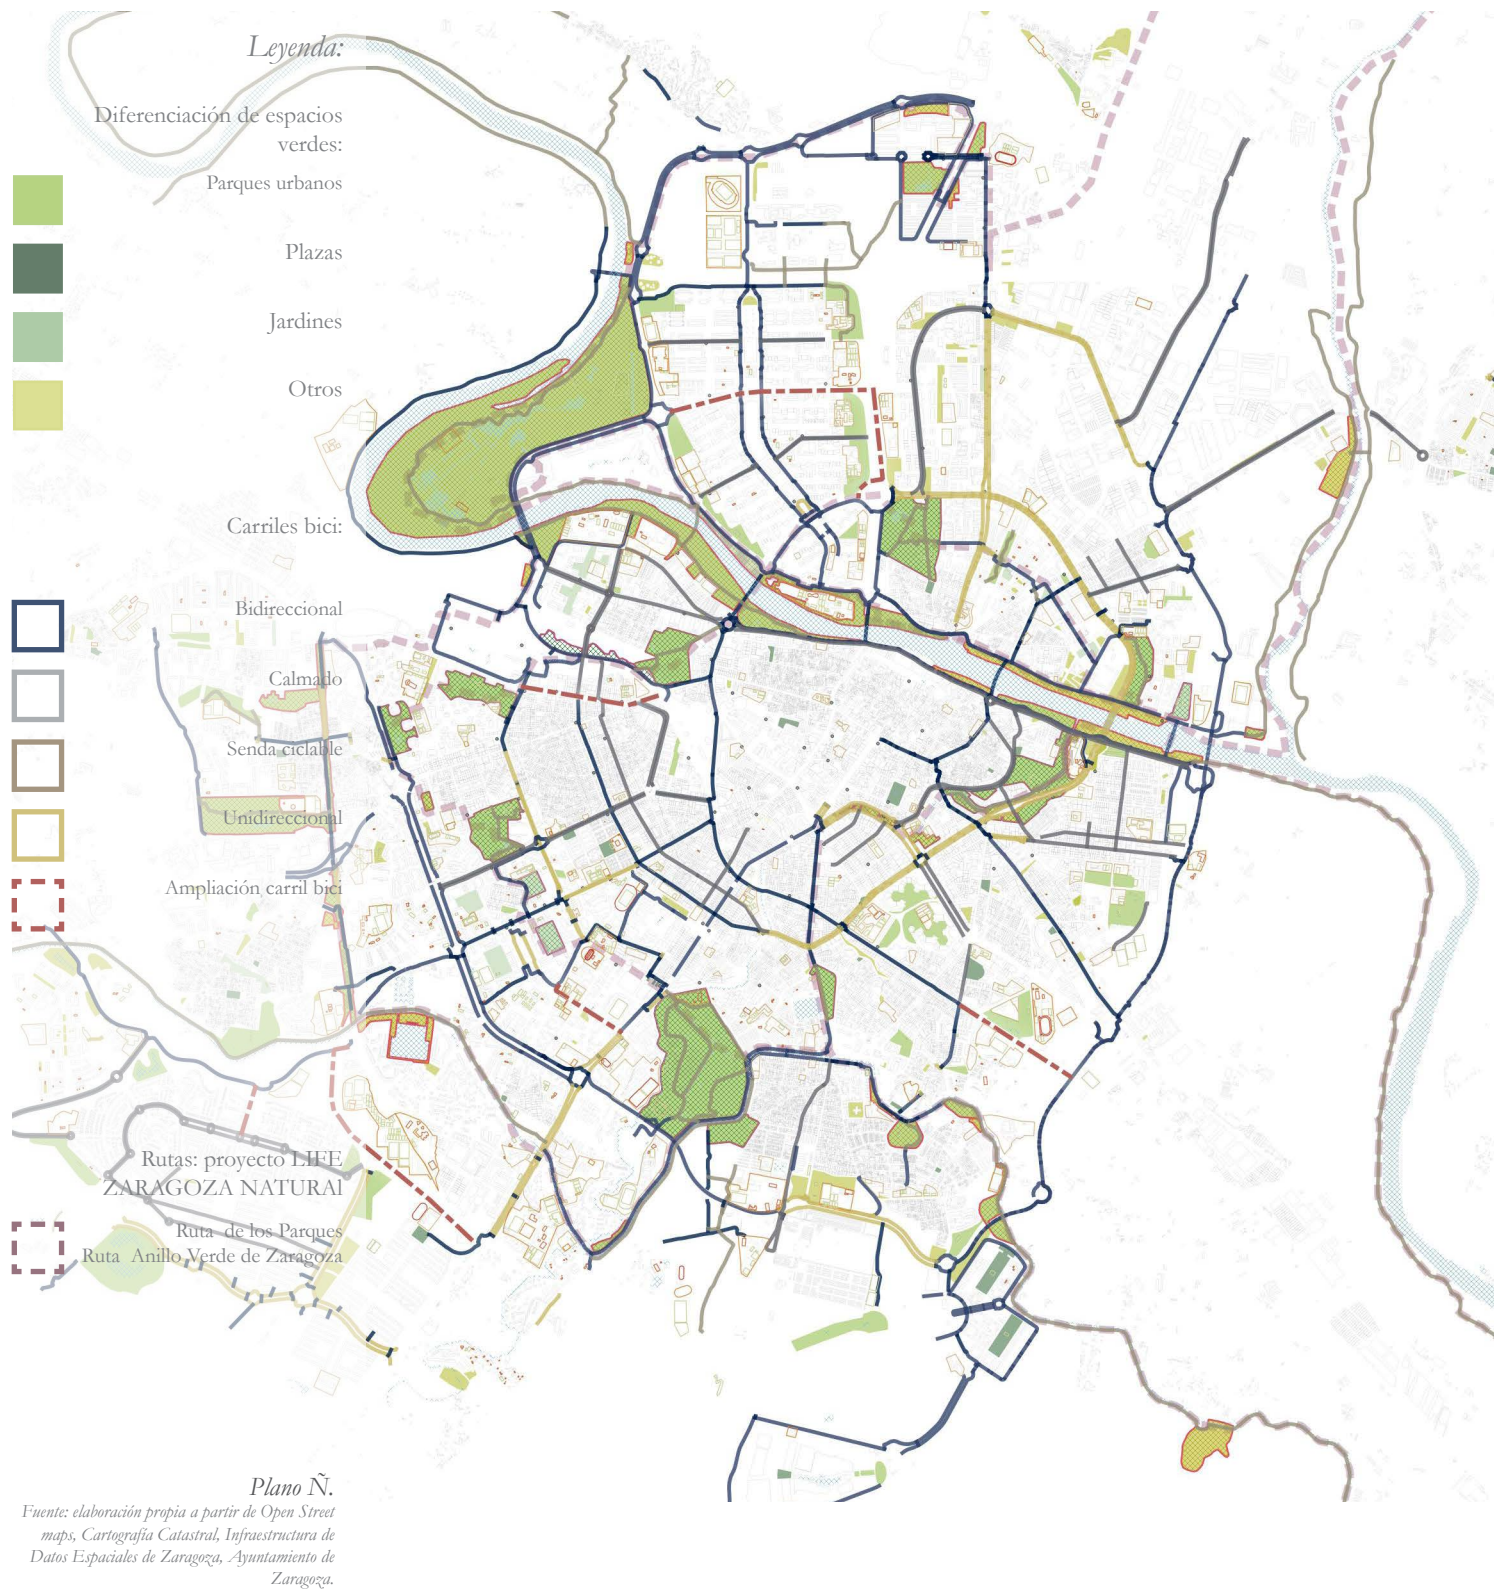 Leyenda:
Diferenciación de espacios
verdes:
Parques urbanos
Plazas
Jardines
Otros
Carriles bici:
Bidireccional
Calmado
Senda ciclable
Unidireccional
Ampliación carril bici
Rutas: proyecto LIFE
ZARAGOZA NATURAl
Ruta de los Parques
Ruta Anillo Verde de Zaragoza
Plano Ñ.
Fuente: elaboración propia a partir de Open Street
maps, Cartografía Catastral, Infraestructura de
Datos Espaciales de Zaragoza, Ayuntamiento de
Zaragoza.